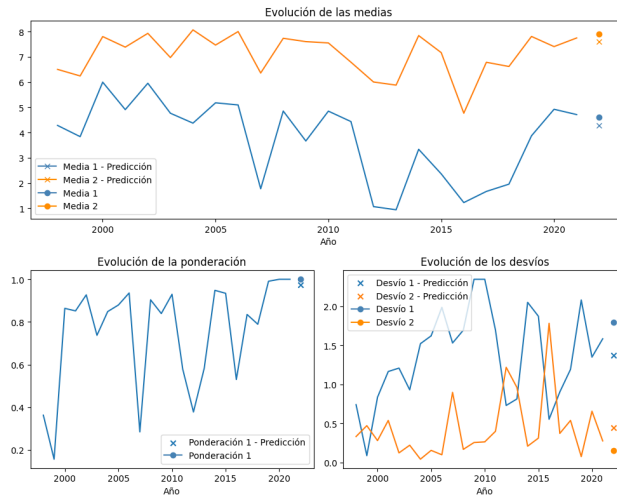 Evolución de las medias
8
7
6
5
4
3
2
1
Media 1 - Predicción
Media 2 - Predicción
Media 1
Media 2
2000
2005
2010
2015
2020
Año
Evolución de la ponderación
1.0
0.8
0.6
0.4
0.2
Ponderación 1 - Predicción
Ponderación 1
2000
2005
2010
2015
2020
Año
Evolución de los desvíos
Desvío 1 - Predicción
Desvío 2 - Predicción
Desvío 1
Desvío 2
2.0
1.5
1.0
0.5
0.0
2000
2005
2010
2015
2020
Año